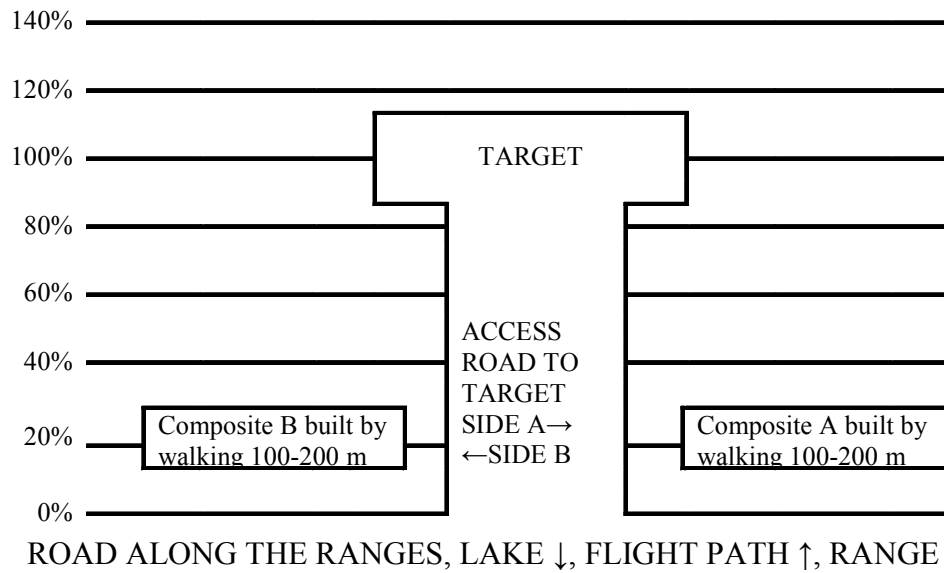 140%
120%
100%
TARGET
80%
60%
ACCESS
ROAD TO
TARGET
SIDE A→
←SIDE B
40%
20%
Composite B built by
walking 100-200 m
Composite A built by
walking 100-200 m
0%
ROAD ALONG THE RANGES, LAKE ↓, FLIGHT PATH ↑, RANGE